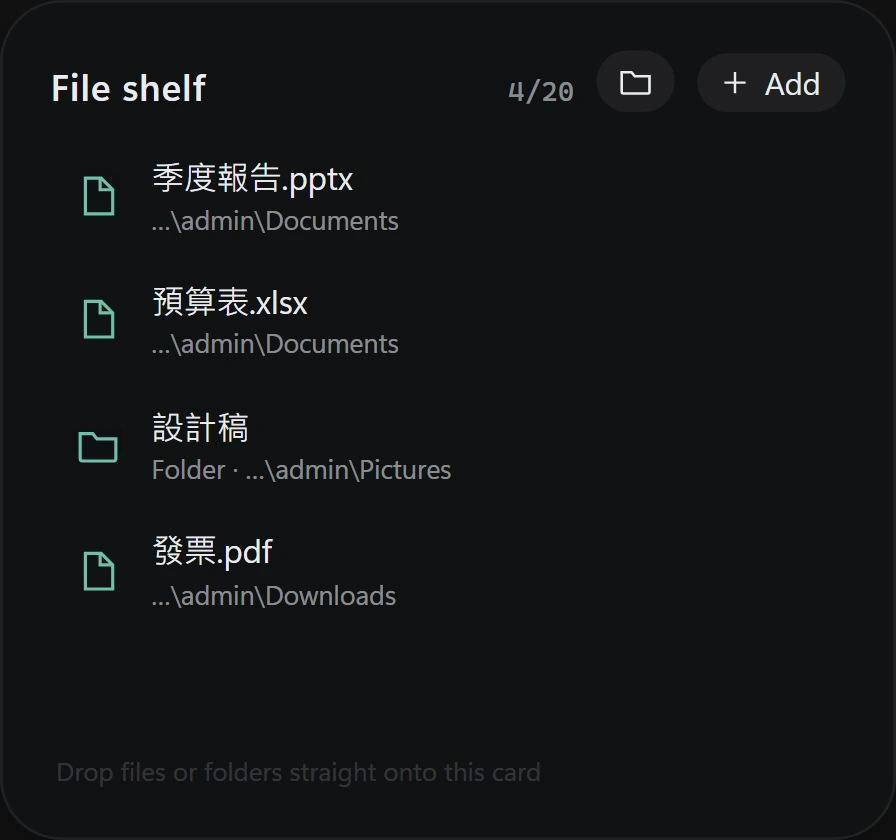 File shelf
4/20
+ Add
季度報告.pptx
...\admin\Documents
預算表.xlsx
...\admin\Documents
設計稿
Folder · ...\admin\Pictures
發票.pdf
...\admin\Downloads
Drop files or folders straight onto this card